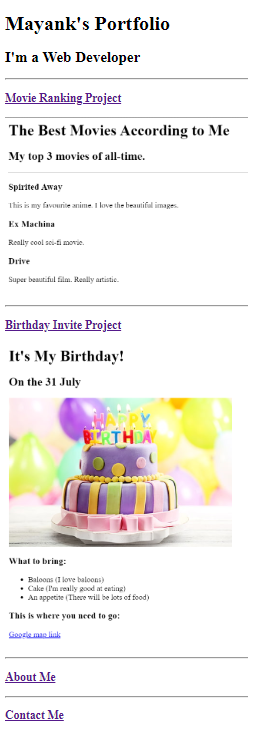 Mayank's Portfolio
I'm a Web Developer
Movie Ranking Project
The Best Movies According to Me
My top 3 movies of all-time.
Spirited Away
This is my favourite anime. I love the beautiful images.
Ex Machina
Really cool sci-fi movie.
Drive
Super beautiful film. Really artistic.
Birthday Invite Project
It's My Birthday!
On the 31 July
HAPPY
BIRTHDAY
What to bring:
Baloons (I love baloons)
Cake (I'm really good at eating)
An appetite (There will be lots of food)
This is where you need to go:
Google map link
About Me
Contact Me